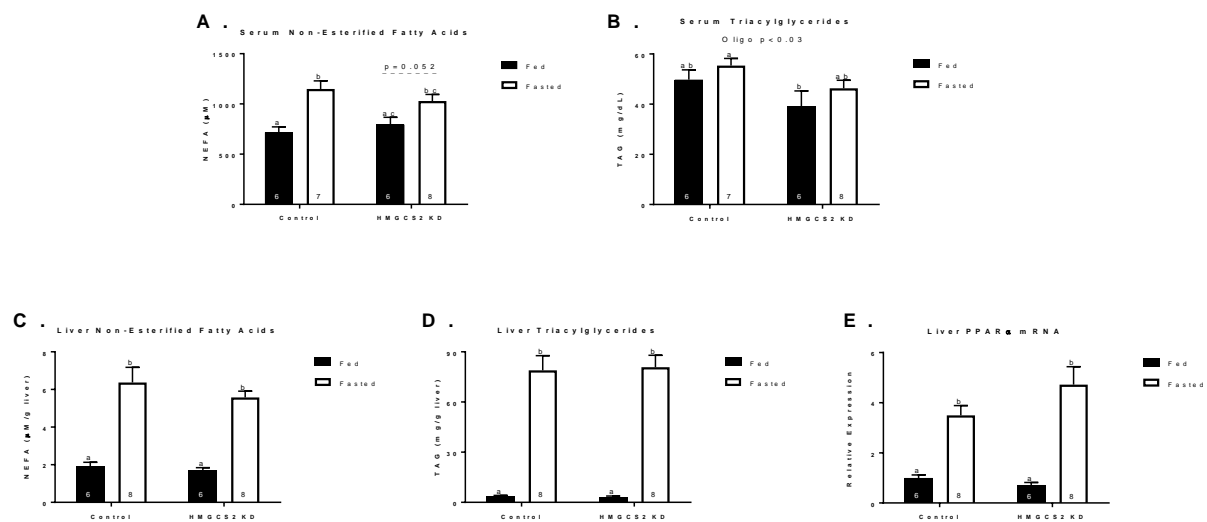 A.
Serum Non-Esterified Fatty Acids
NEFA (µM)
1500
1000
500
0
a
b
p=0.052
ac
bc
6
7
6
8
Control
HMGCS2 KD
Fed
Fasted
B.
Serum Triacylglycerides
Oligo p<0.03
TAG (mg/dL)
60
40
20
0
ab
a
b
ab
6
7
6
8
Control
HMGCS2 KD
Fed
Fasted
C.
Liver Non-Esterified Fatty Acids
NEFA (µM/g liver)
8
6
4
2
0
a
b
a
b
6
8
6
8
Control
HMGCS2 KD
Fed
Fasted
D.
Liver Triacylglycerides
TAG (mg/g liver)
90
60
30
0
a
b
a
b
8
8
Control
HMGCS2 KD
Fed
Fasted
E.
Liver PPARα mRNA
Relative Expression
6
4
2
0
a
b
a
b
6
8
6
8
Control
HMGCS2 KD
Fed
Fasted